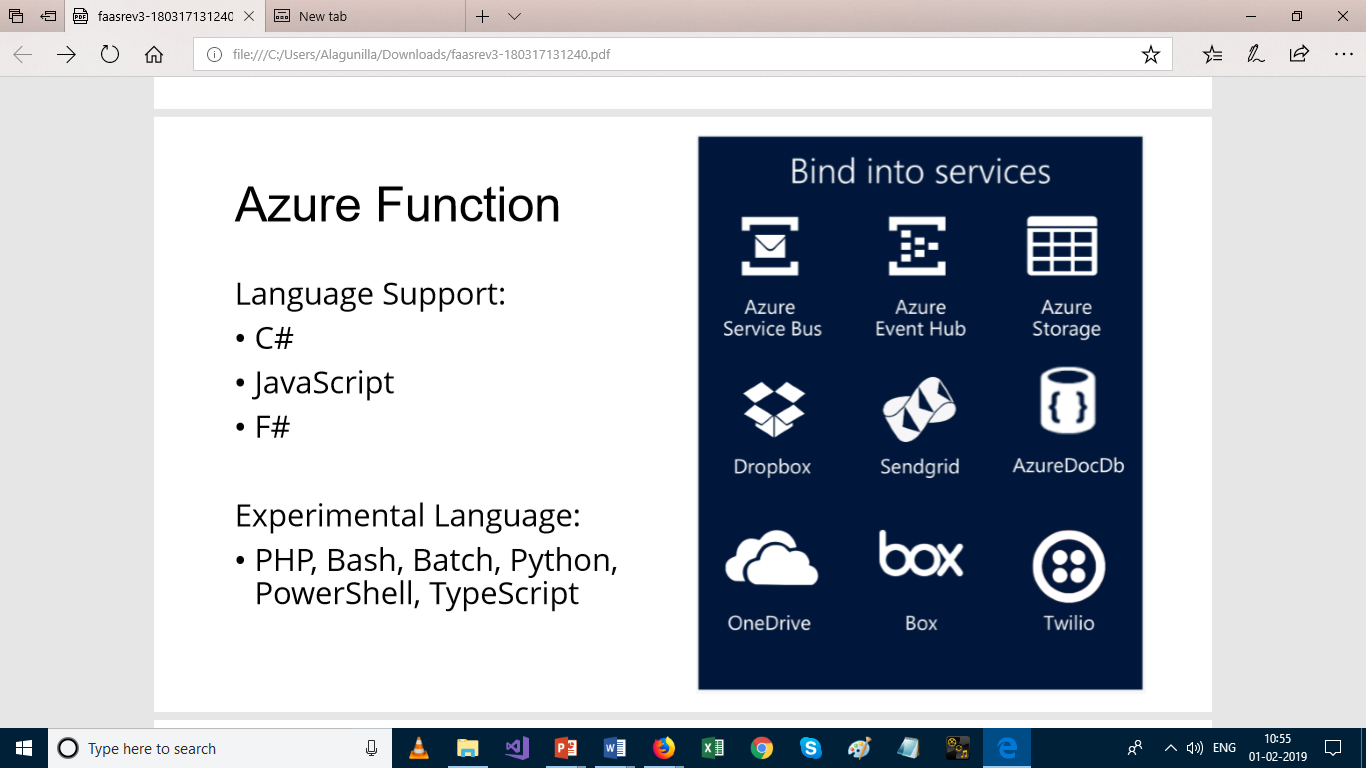 faasrev3-180317131240
New tab
file:///C:/Users/Alagunilla/Downloads/faasrev3-180317131240.pdf
Azure Function
Language Support:
• C#
• JavaScript
• F#
Experimental Language:
• PHP, Bash, Batch, Python,
PowerShell, TypeScript
Bind into services
Azure
Service Bus
Azure
Event Hub
Azure
Storage
Dropbox
Sendgrid
AzureDocDb
OneDrive
box
Box
Twilio
Type here to search
ENG
10:55
01-02-2019